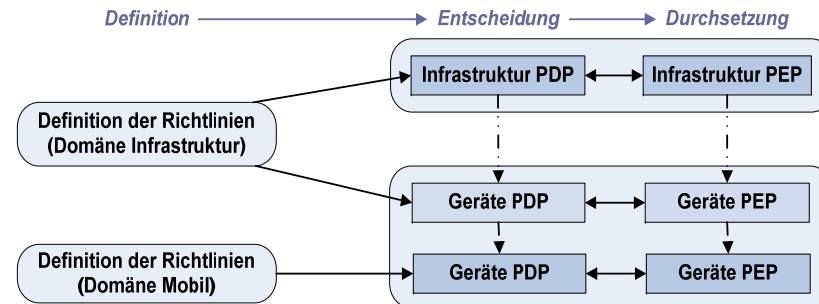 Definition Entscheidung Durchsetzung
Infrastruktur PDP Infrastruktur PEP
Definition der Richtlinien
(Domäne Infrastruktur)
Geräte PDP Geräte PEP
Definition der Richtlinien
(Domäne Mobil)
Geräte PDP Geräte PEP